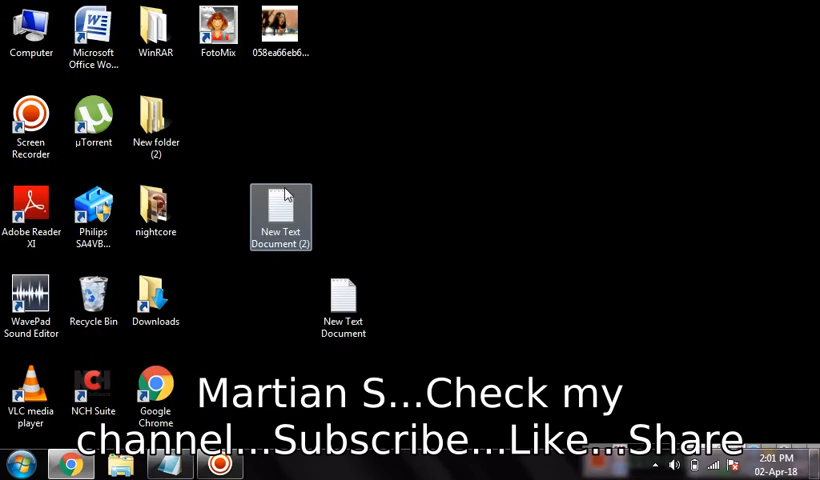 Computer
Microsoft
Office Wo...
WinRAR
FotoMix
058ea66eb6...
Screen
Recorder
µTorrent
New folder
(2)
Adobe Reader
XI
Philips
SA4VB...
nightcore
New Text
Document (2)
WavePad
Sound Editor
Recycle Bin
Downloads
New Text
Document
VLC media
player
NCH Suite
Google
Chrome
Martian S...Check my
channel...Subscribe...Like...Share
2:01 PM
02-Apr-18